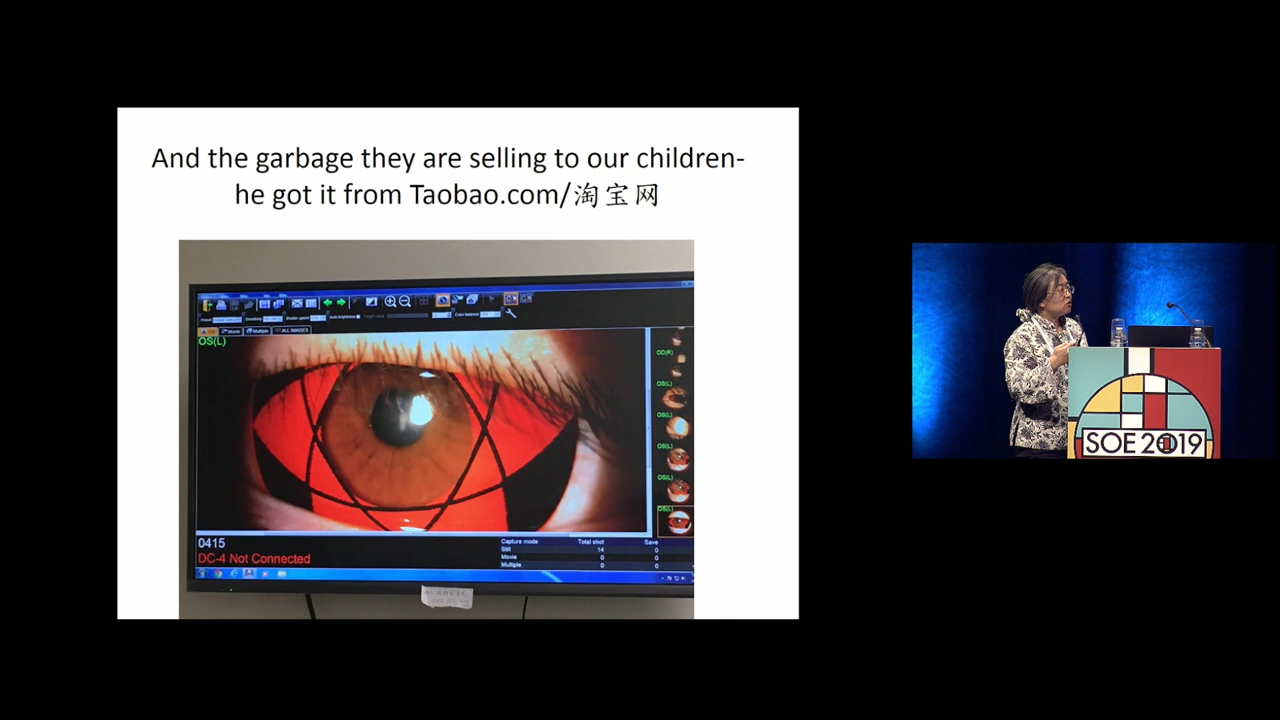 And the garbage they are selling to our children-
he got it from Taobao.com/淘宝网
ALL IMAGES
OS(L)
OD(R)
OS(L)
OS(L)
OS(L)
OS(L)
OS(L)
0415
DC-4 Not Connected
Capture mode Total shot Save
Still 14 0
Movie 0 0
Multiple 0 0
SOE 2019